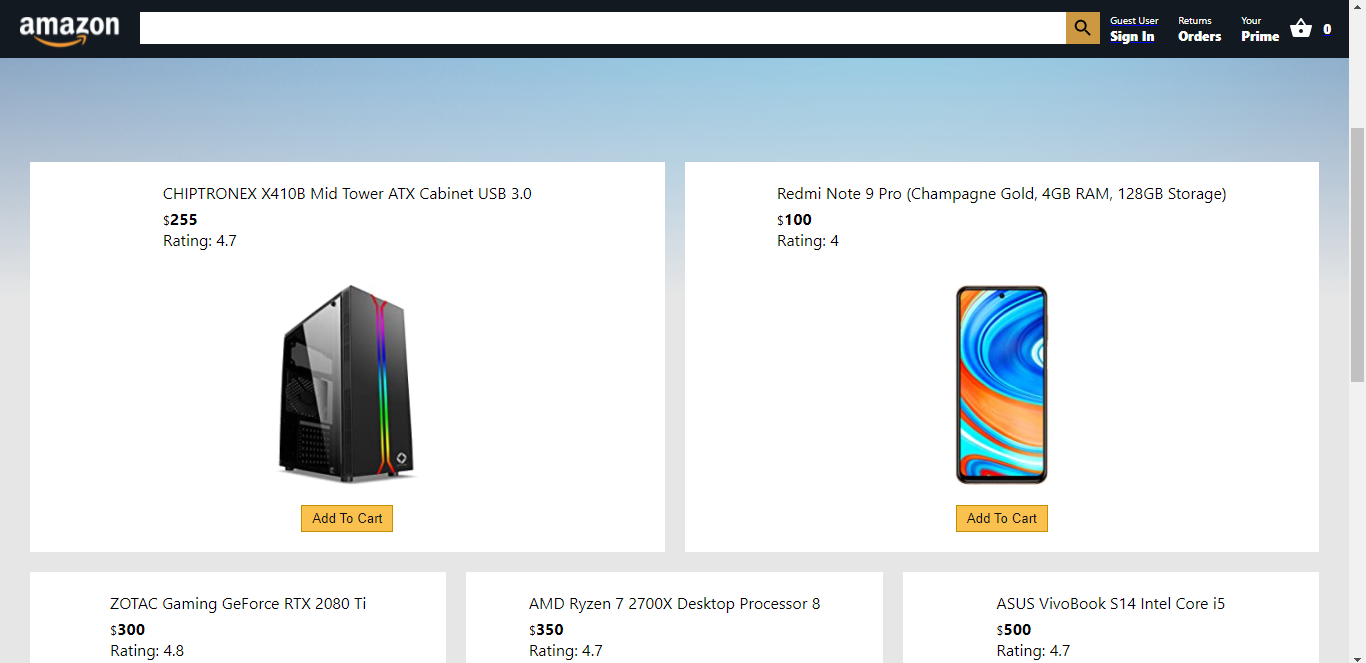 amazon
Guest User
Sign In
Returns
Orders
Your
Prime
0
CHIPTRONEX X410B Mid Tower ATX Cabinet USB 3.0
$255
Rating: 4.7
Add To Cart
Redmi Note 9 Pro (Champagne Gold, 4GB RAM, 128GB Storage)
$100
Rating: 4
Add To Cart
ZOTAC Gaming GeForce RTX 2080 Ti
$300
Rating: 4.8
AMD Ryzen 7 2700X Desktop Processor 8
$350
Rating: 4.7
ASUS VivoBook S14 Intel Core i5
$500
Rating: 4.7